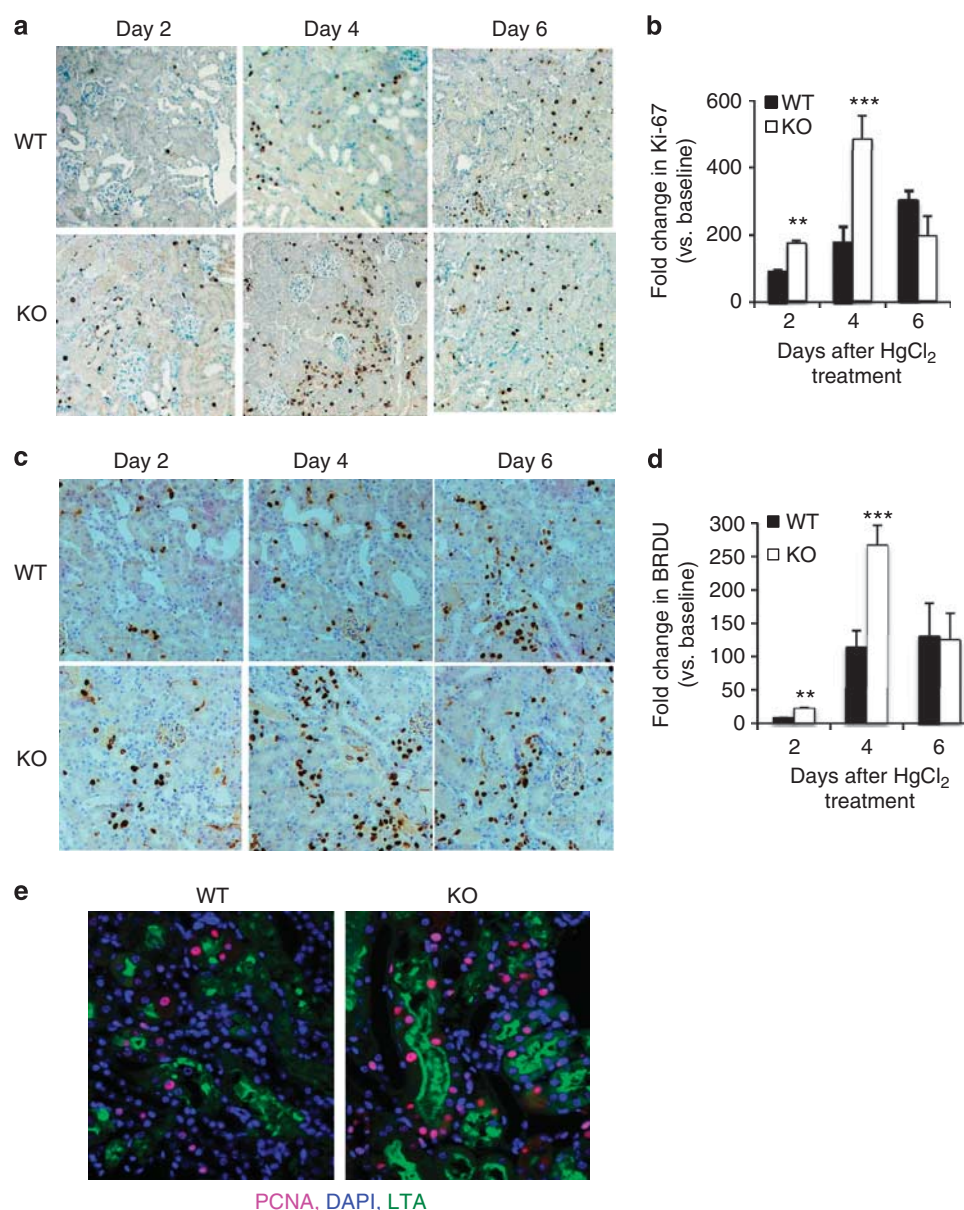 a
Day 2 Day 4 Day 6
WT
KO
b
Fold change in Ki-67
(vs. baseline)
600
400
200
0
WT
KO
**
***
2 4 6
Days after HgCl2
treatment
c
Day 2 Day 4 Day 6
WT
KO
d
Fold change in BRDU
(vs. baseline)
300
250
200
150
100
50
0
WT
KO
**
***
2 4 6
Days after HgCl2
treatment
e
WT KO
PCNA, DAPI, LTA